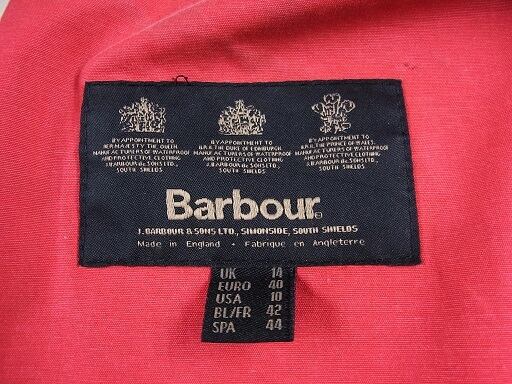 BY APPOINTMENT TO
HER MAJESTY THE QUEEN
MANUFACTURERS OF WATERPROOF
AND PROTECTIVE CLOTHING
J. BARBOUR & SONS LTD.,
SOUTH SHIELDS
BY APPOINTMENT TO
H.R.H. THE DUKE OF EDINBURGH,
MANUFACTURERS OF WATERPROOF
AND PROTECTIVE CLOTHING
J. BARBOUR & SONS LTD.,
SOUTH SHIELDS
BY APPOINTMENT TO
H.R.H. THE PRINCE OF WALES,
MANUFACTURERS OF WATERPROOF
AND PROTECTIVE CLOTHING
J. BARBOUR & SONS LTD.,
SOUTH SHIELDS
Barbour®
J. BARBOUR & SONS LTD., SIMONSIDE, SOUTH SHIELDS
Made in England • Fabrique en Angleterre
UK 14
EURO 40
USA 10
BL/FR 42
SPA 44